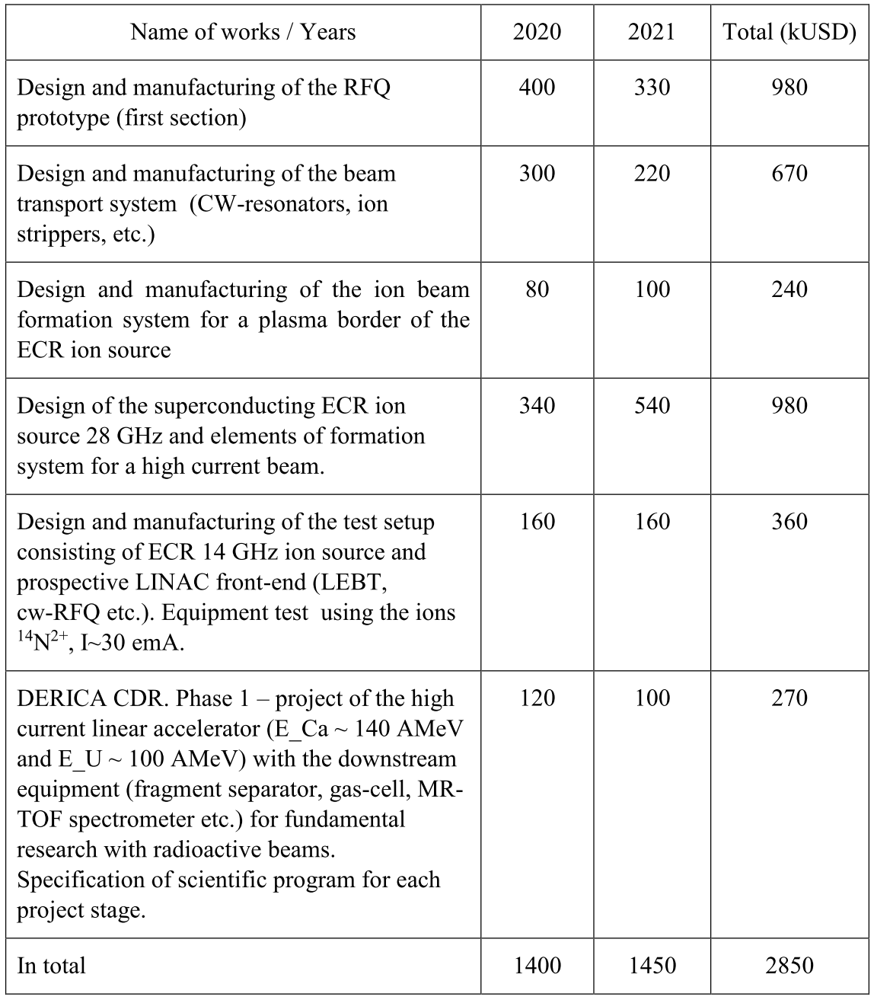 Name of works / Years 2020 2021 Total (kUSD)
Design and manufacturing of the RFQ 400 330 980
prototype (first section)
Design and manufacturing of the beam 300 220 670
transport system (CW-resonators, ion
strippers, etc.)
Design and manufacturing of the ion beam 80 100 240
formation system for a plasma border of the
ECR ion source
Design of the superconducting ECR ion 340 540 980
source 28 GHz and elements of formation
system for a high current beam.
Design and manufacturing of the test setup 160 160 360
consisting of ECR 14 GHz ion source and
prospective LINAC front-end (LEBT,
cw-RFQ etc.). Equipment test using the ions
¹⁴N²⁺, I~30 emA.
DERICA CDR. Phase 1 – project of the high 120 100 270
current linear accelerator (E_Ca ~ 140 AMeV
and E_U ~ 100 AMeV) with the downstream
equipment (fragment separator, gas-cell, MR-
TOF spectrometer etc.) for fundamental
research with radioactive beams.
Specification of scientific program for each
project stage.
In total 1400 1450 2850